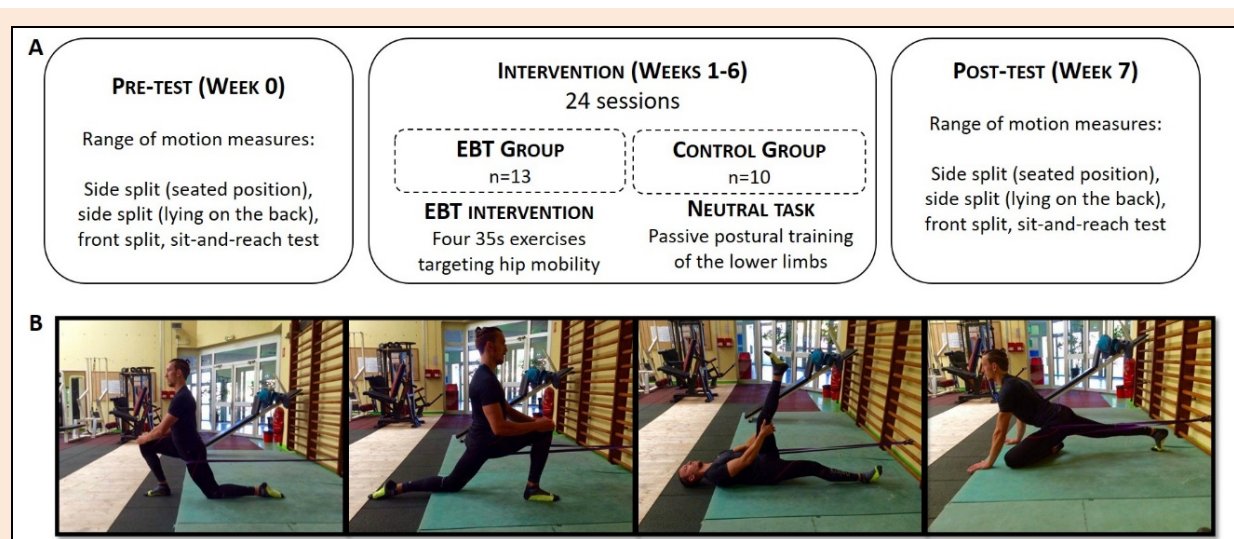 A
PRE-TEST (WEEK 0)
Range of motion measures:
Side split (seated position),
side split (lying on the back),
front split, sit-and-reach test
INTERVENTION (WEEKS 1-6)
24 sessions
EBT GROUP
n=13
EBT INTERVENTION
Four 35s exercises
targeting hip mobility
CONTROL GROUP
n=10
NEUTRAL TASK
Passive postural training
of the lower limbs
POST-TEST (WEEK 7)
Range of motion measures:
Side split (seated position),
side split (lying on the back),
front split, sit-and-reach test
B